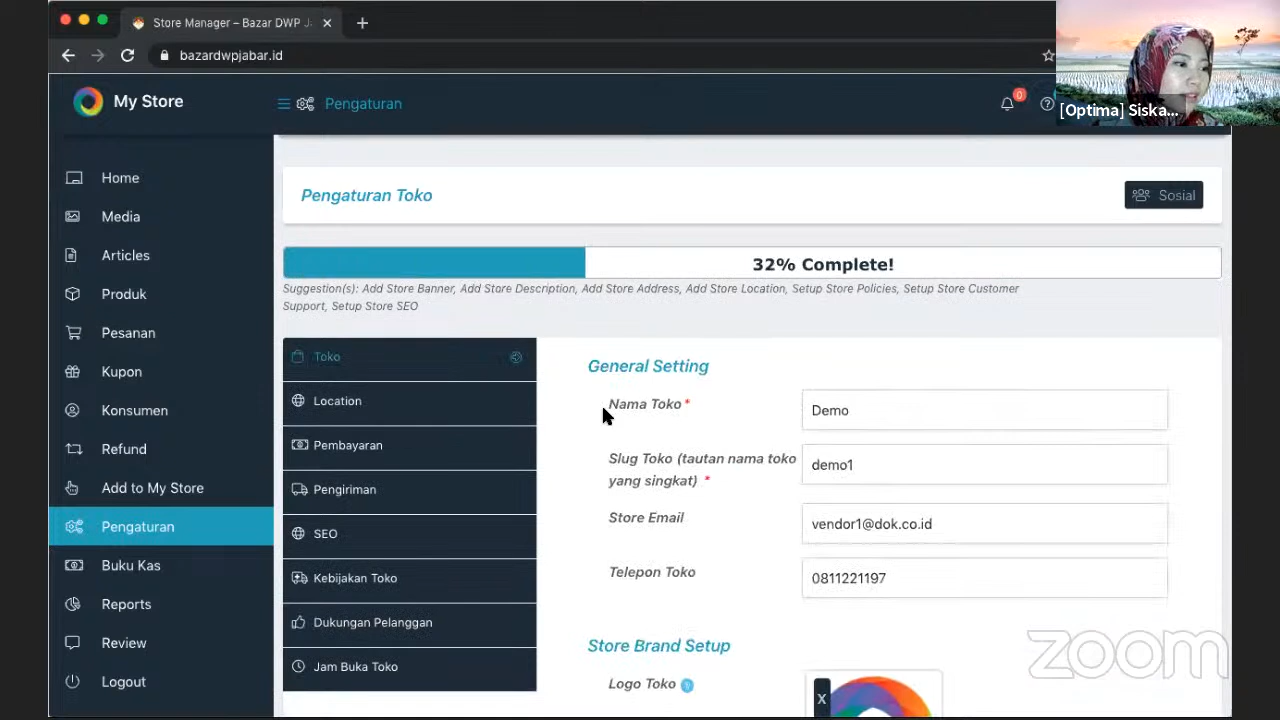 Store Manager – Bazar DWP J
bazardwpjabar.id
[Optima] Siska...
My Store
Pengaturan
0
Home
Media
Articles
Produk
Pesanan
Kupon
Konsumen
Refund
Add to My Store
Pengaturan
Buku Kas
Reports
Review
Logout
Pengaturan Toko
Sosial
32% Complete!
Suggestion(s): Add Store Banner, Add Store Description, Add Store Address, Add Store Location, Setup Store Policies, Setup Store Customer
Support, Setup Store SEO
Toko
Location
Pembayaran
Pengiriman
SEO
Kebijakan Toko
Dukungan Pelanggan
Jam Buka Toko
General Setting
Nama Toko *
Demo
Slug Toko (tautan nama toko
yang singkat) *
demo1
Store Email
vendor1@dok.co.id
Telepon Toko
0811221197
Store Brand Setup
Logo Toko
X
zoom